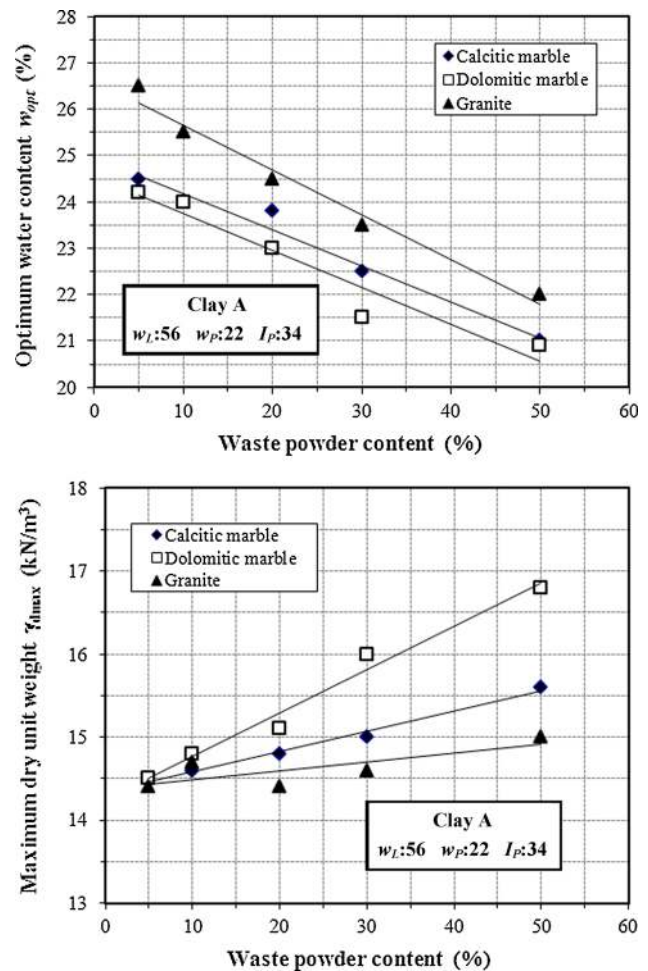 28
27
26
25
24
23
22
21
20
Optimum water content w_opt (%)
Calcitic marble
Dolomitic marble
Granite
Clay A
w_L:56 w_P:22 I_P:34
0 10 20 30 40 50 60
Waste powder content (%)
18
17
16
15
14
13
Maximum dry unit weight γ_dmax (kN/m³)
Calcitic marble
Dolomitic marble
Granite
Clay A
w_L:56 w_P:22 I_P:34
0 10 20 30 40 50 60
Waste powder content (%)